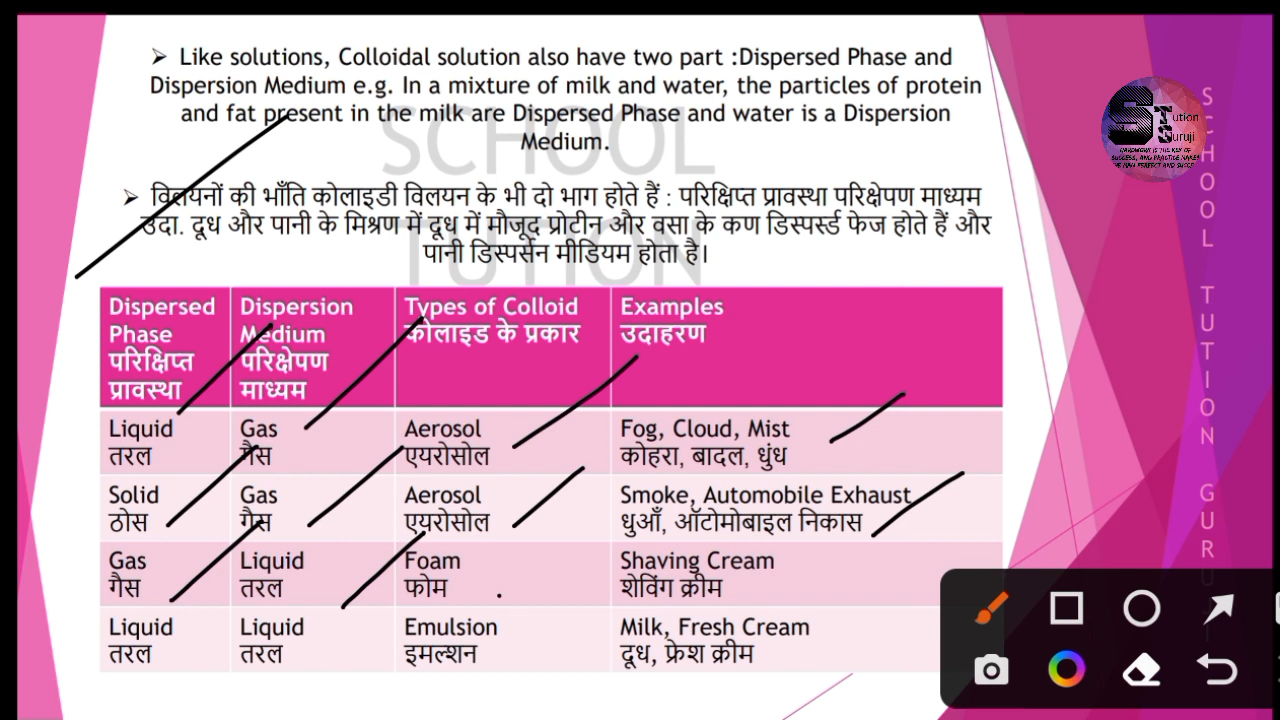 ➢ Like solutions, Colloidal solution also have two part :Dispersed Phase and
Dispersion Medium e.g. In a mixture of milk and water, the particles of protein
and fat present in the milk are Dispersed Phase and water is a Dispersion
Medium.
➢ विलयनों की भाँति कोलाइडी विलयन के भी दो भाग होते हैं : परिक्षिप्त प्रावस्था परिक्षेपण माध्यम
उदा. दूध और पानी के मिश्रण में दूध में मौजूद प्रोटीन और वसा के कण डिस्पर्स्ड फेज होते हैं और
पानी डिस्पर्सन मीडियम होता है।
SCHOOL
TUITION
Dispersed Phase परिक्षिप्त प्रावस्था
Dispersion Medium परिक्षेपण माध्यम
Types of Colloid कोलाइड के प्रकार
Examples उदाहरण
Liquid Gas Aerosol Fog, Cloud, Mist
तरल गैस एयरोसोल कोहरा, बादल, धुंध
Solid Gas Aerosol Smoke, Automobile Exhaust
ठोस गैस एयरोसोल धुआँ, ऑटोमोबाइल निकास
Gas Liquid Foam Shaving Cream
गैस तरल फोम शेविंग क्रीम
Liquid Liquid Emulsion Milk, Fresh Cream
तरल तरल इमल्शन दूध, फ्रेश क्रीम
ST
ution
uruji
SCHOOL TUTION GURU